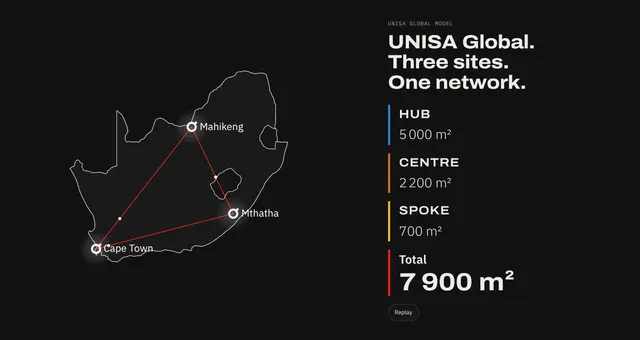 UNISA GLOBAL MODEL
UNISA Global.
Three sites.
One network.
HUB
5 000 m²
CENTRE
2 200 m²
SPOKE
700 m²
Total
7 900 m²
Replay
Mahikeng
Mthatha
Cape Town